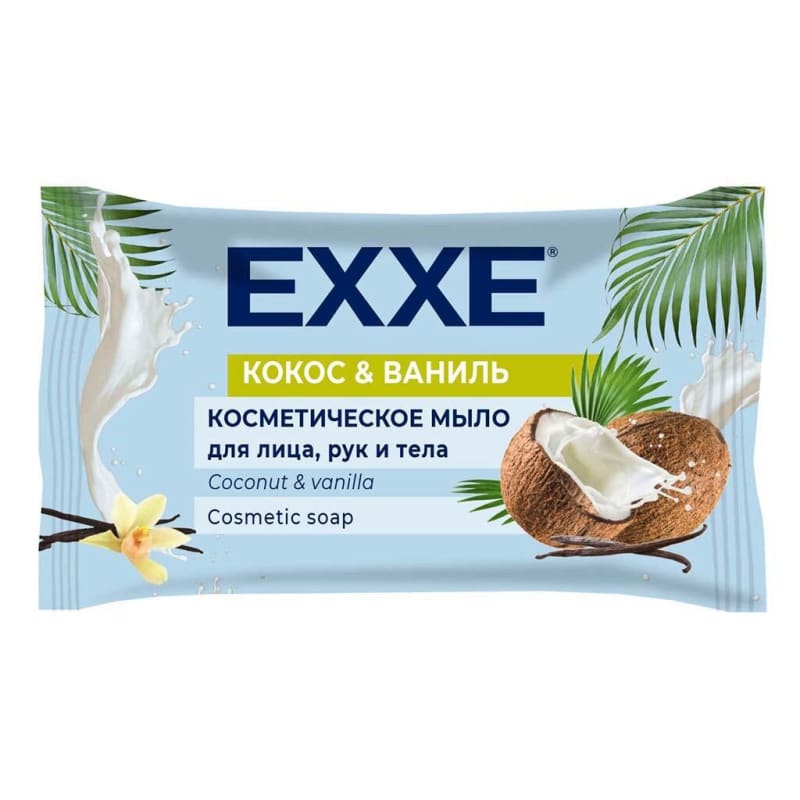 EXXE®
КОКОС & ВАНИЛЬ
КОСМЕТИЧЕСКОЕ МЫЛО
для лица, рук и тела
Coconut & vanilla
Cosmetic soap